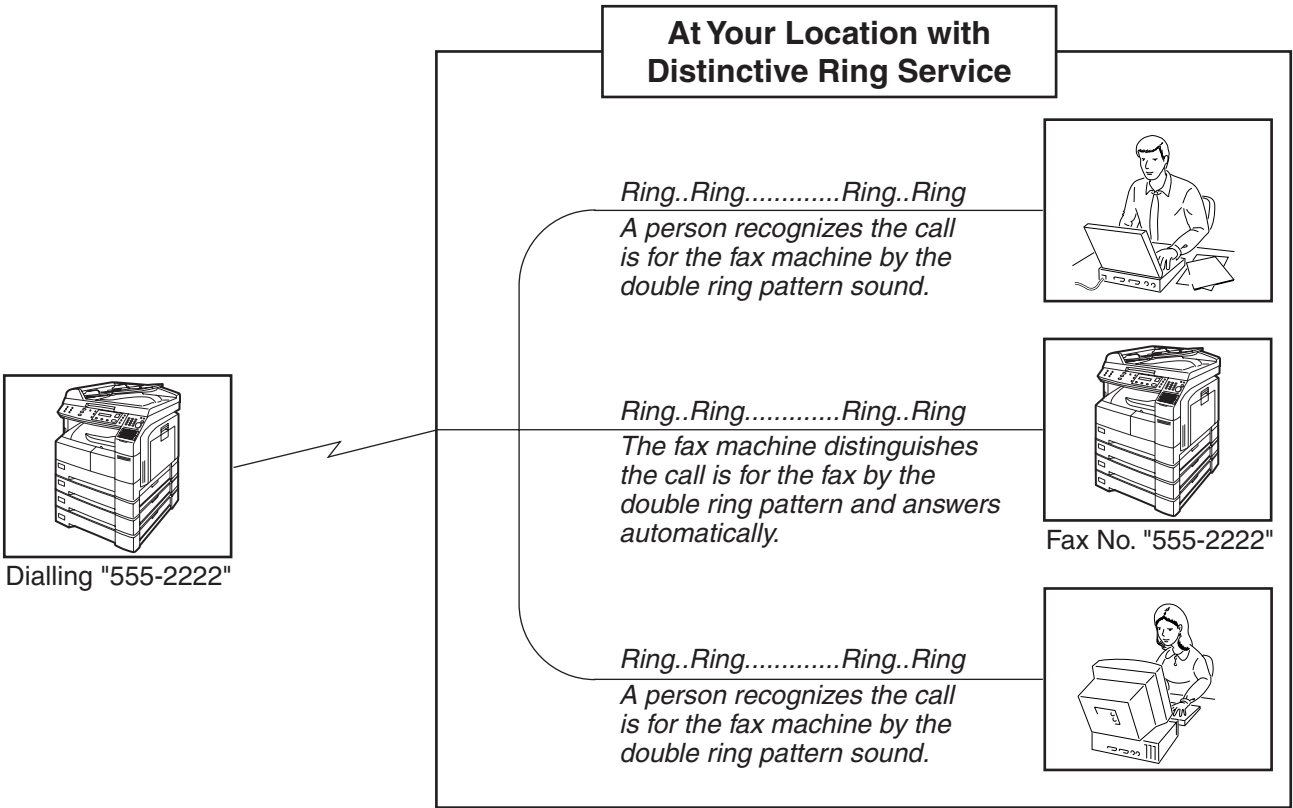 At Your Location with
Distinctive Ring Service
Ring..Ring.............Ring..Ring
A person recognizes the call
is for the fax machine by the
double ring pattern sound.
Ring..Ring.............Ring..Ring
The fax machine distinguishes
the call is for the fax by the
double ring pattern and answers
automatically.
Fax No. "555-2222"
Dialling "555-2222"
Ring..Ring.............Ring..Ring
A person recognizes the call
is for the fax machine by the
double ring pattern sound.